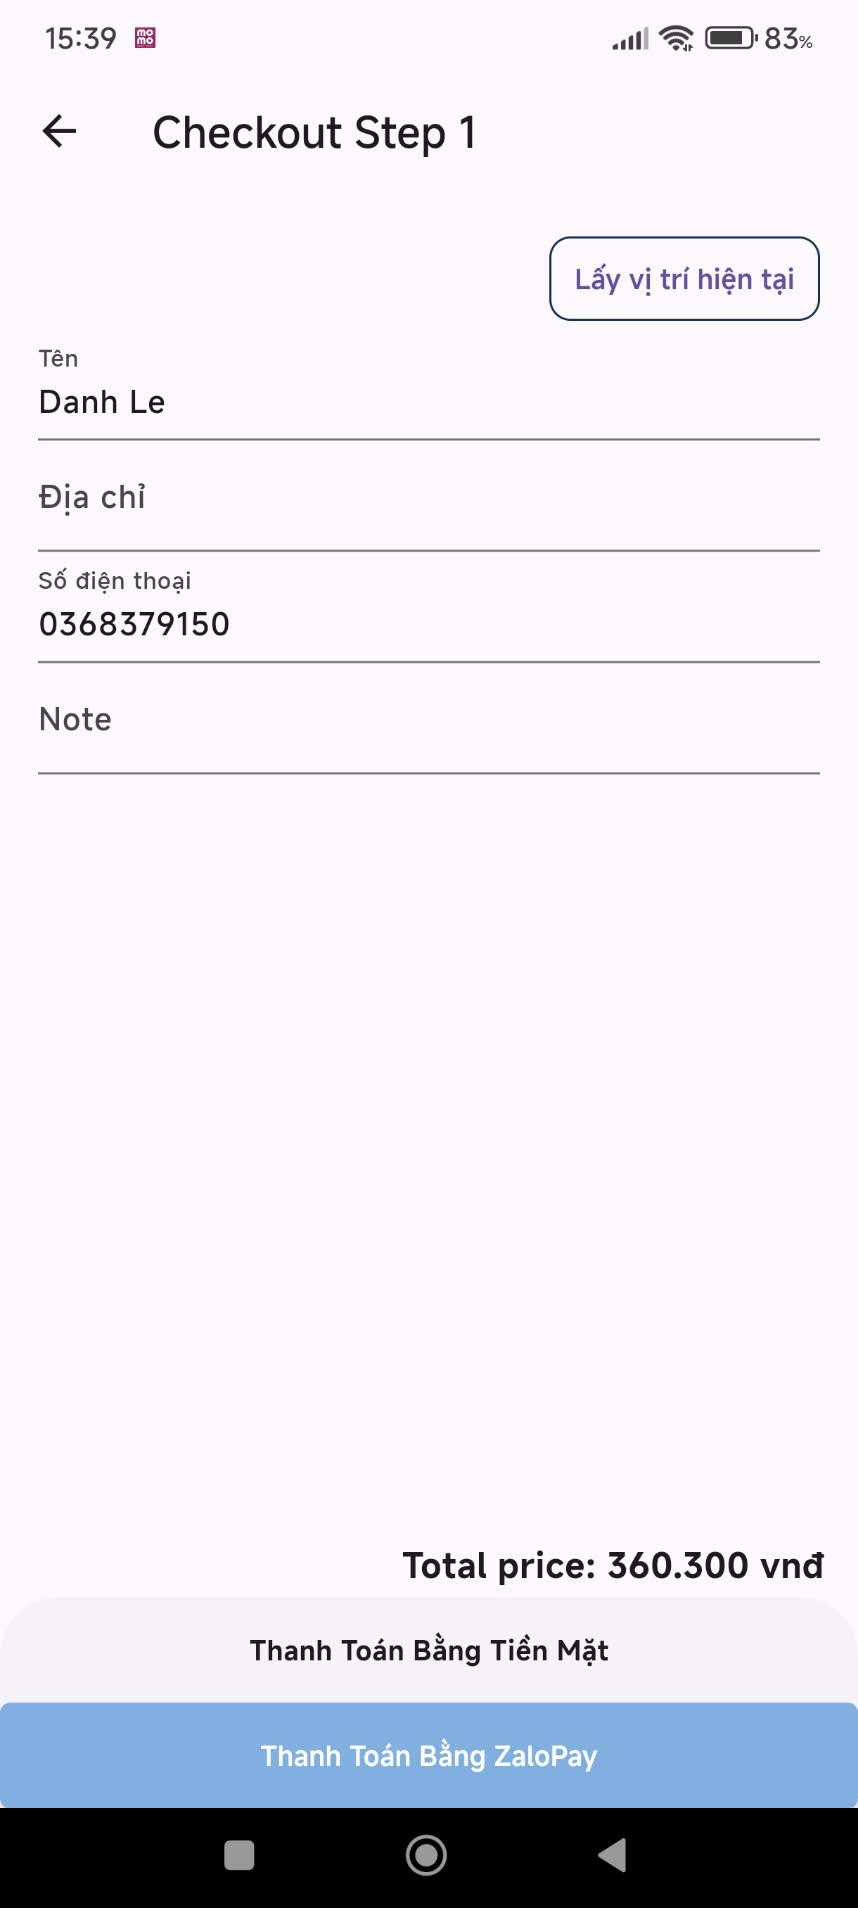 15:39 83%
Checkout Step 1
Lấy vị trí hiện tại
Tên
Danh Le
Địa chỉ
Số điện thoại
0368379150
Note
Total price: 360.300 vnđ
Thanh Toán Bằng Tiền Mặt
Thanh Toán Bằng ZaloPay